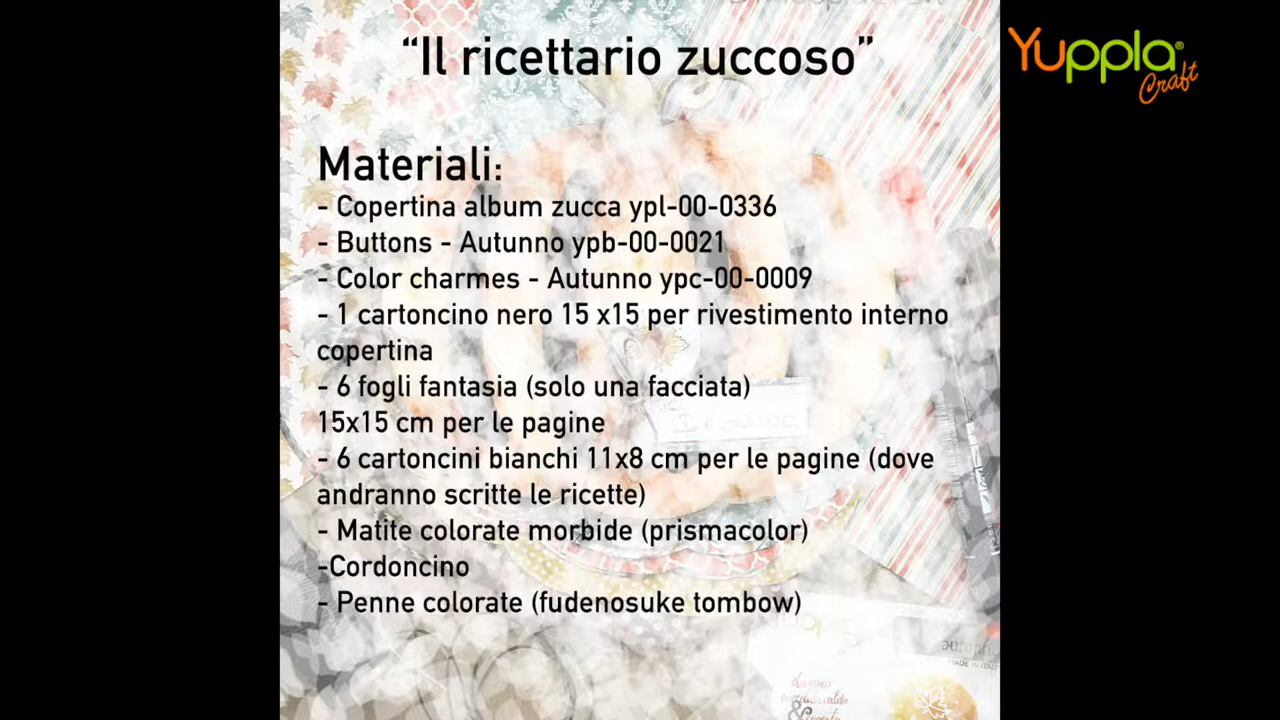 “Il ricettario zuccoso”
Yuppla®
Craft
Materiali:
- Copertina album zucca ypl-00-0336
- Buttons - Autunno ypb-00-0021
- Color charmes - Autunno ypc-00-0009
- 1 cartoncino nero 15 x15 per rivestimento interno
copertina
- 6 fogli fantasia (solo una facciata)
15x15 cm per le pagine
- 6 cartoncini bianchi 11x8 cm per le pagine (dove
andranno scritte le ricette)
- Matite colorate morbide (prismacolor)
-Cordoncino
- Penne colorate (fudenosuke tombow)
MADE IN ITALY